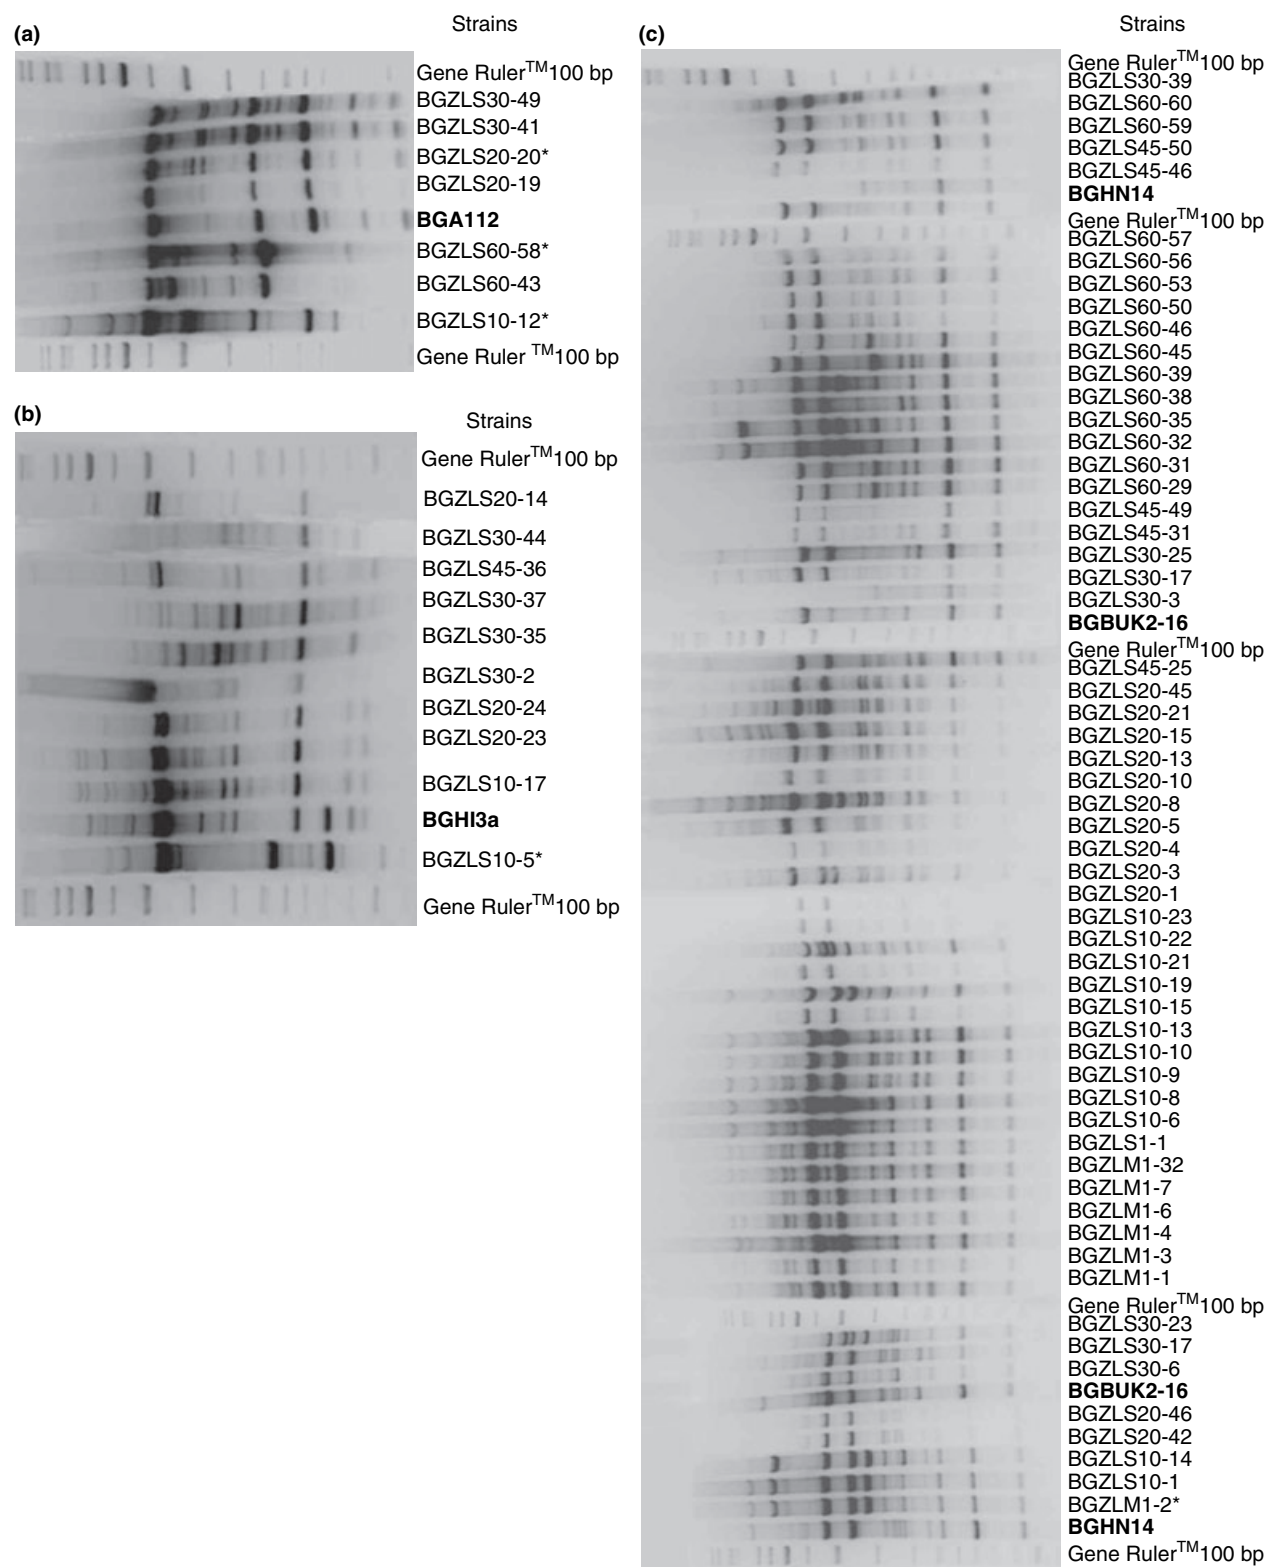 (a)
Strains
Gene Ruler™100 bp
BGZLS30-49
BGZLS30-41
BGZLS20-20*
BGZLS20-19
BGA112
BGZLS60-58*
BGZLS60-43
BGZLS10-12*
Gene Ruler ™100 bp
(b)
Strains
Gene Ruler™100 bp
BGZLS20-14
BGZLS30-44
BGZLS45-36
BGZLS30-37
BGZLS30-35
BGZLS30-2
BGZLS20-24
BGZLS20-23
BGZLS10-17
BGHI3a
BGZLS10-5*
Gene Ruler™100 bp
(c)
Strains
Gene Ruler™100 bp
BGZLS30-39
BGZLS60-60
BGZLS60-59
BGZLS45-50
BGZLS45-46
BGHN14
Gene Ruler™100 bp
BGZLS60-57
BGZLS60-56
BGZLS60-53
BGZLS60-50
BGZLS60-46
BGZLS60-45
BGZLS60-39
BGZLS60-38
BGZLS60-35
BGZLS60-32
BGZLS60-31
BGZLS60-29
BGZLS45-49
BGZLS45-31
BGZLS30-25
BGZLS30-17
BGZLS30-3
BGBUK2-16
Gene Ruler™100 bp
BGZLS45-25
BGZLS20-45
BGZLS20-21
BGZLS20-15
BGZLS20-13
BGZLS20-10
BGZLS20-8
BGZLS20-5
BGZLS20-4
BGZLS20-3
BGZLS20-1
BGZLS10-23
BGZLS10-22
BGZLS10-21
BGZLS10-19
BGZLS10-15
BGZLS10-13
BGZLS10-10
BGZLS10-9
BGZLS10-8
BGZLS10-6
BGZLS1-1
BGZLM1-32
BGZLM1-7
BGZLM1-6
BGZLM1-4
BGZLM1-3
BGZLM1-1
Gene Ruler™100 bp
BGZLS30-23
BGZLS30-17
BGZLS30-6
BGBUK2-16
BGZLS20-46
BGZLS20-42
BGZLS10-14
BGZLS10-1
BGZLM1-2*
BGHN14
Gene Ruler™100 bp